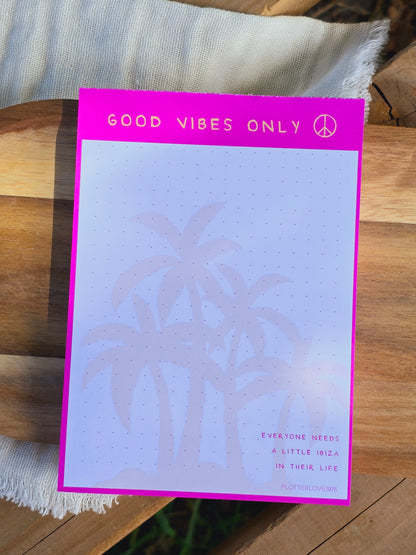 GOOD VIBES ONLY
EVERYONE NEEDS
A LITTLE IBIZA
IN THEIR LIFE